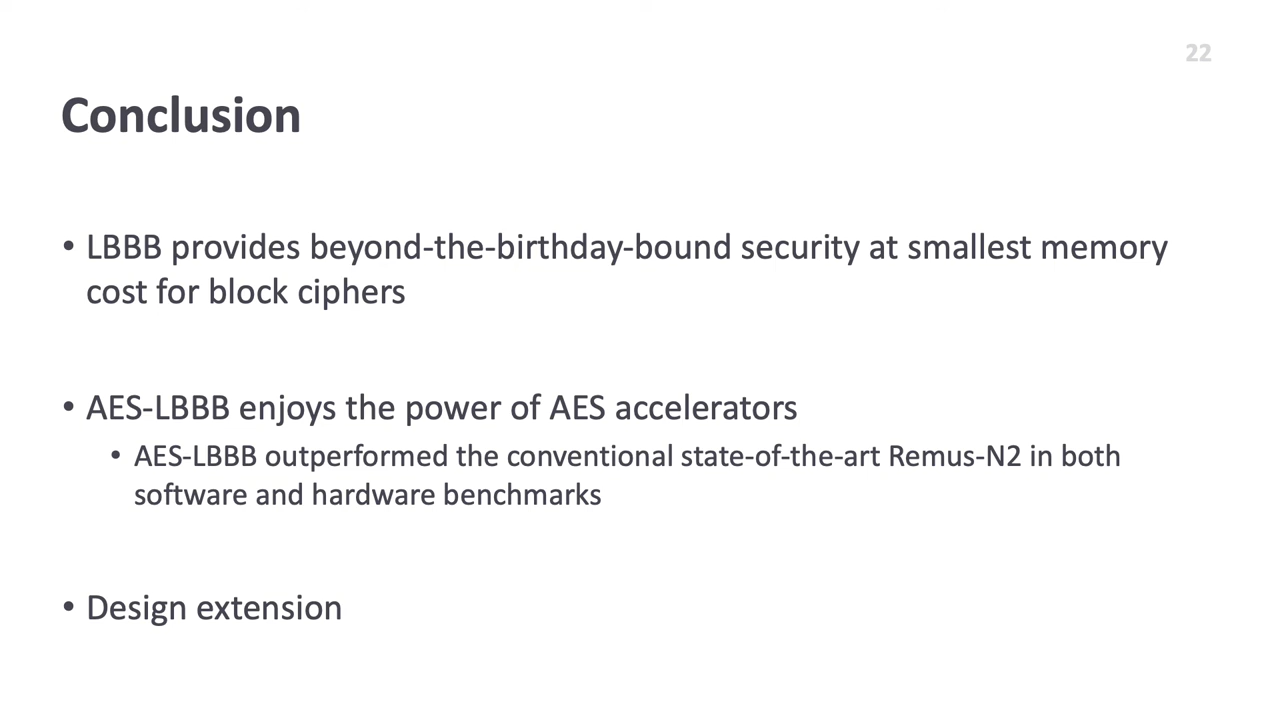 22
Conclusion
• LBBB provides beyond-the-birthday-bound security at smallest memory
cost for block ciphers
• AES-LBBB enjoys the power of AES accelerators
• AES-LBBB outperformed the conventional state-of-the-art Remus-N2 in both
software and hardware benchmarks
• Design extension